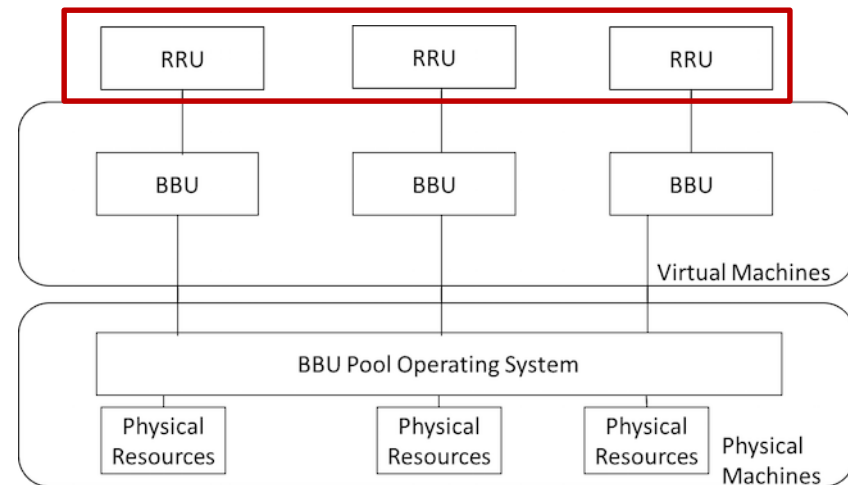 RRU
RRU
RRU
BBU
BBU
BBU
Virtual Machines
BBU Pool Operating System
Physical
Resources
Physical
Resources
Physical
Resources
Physical
Machines